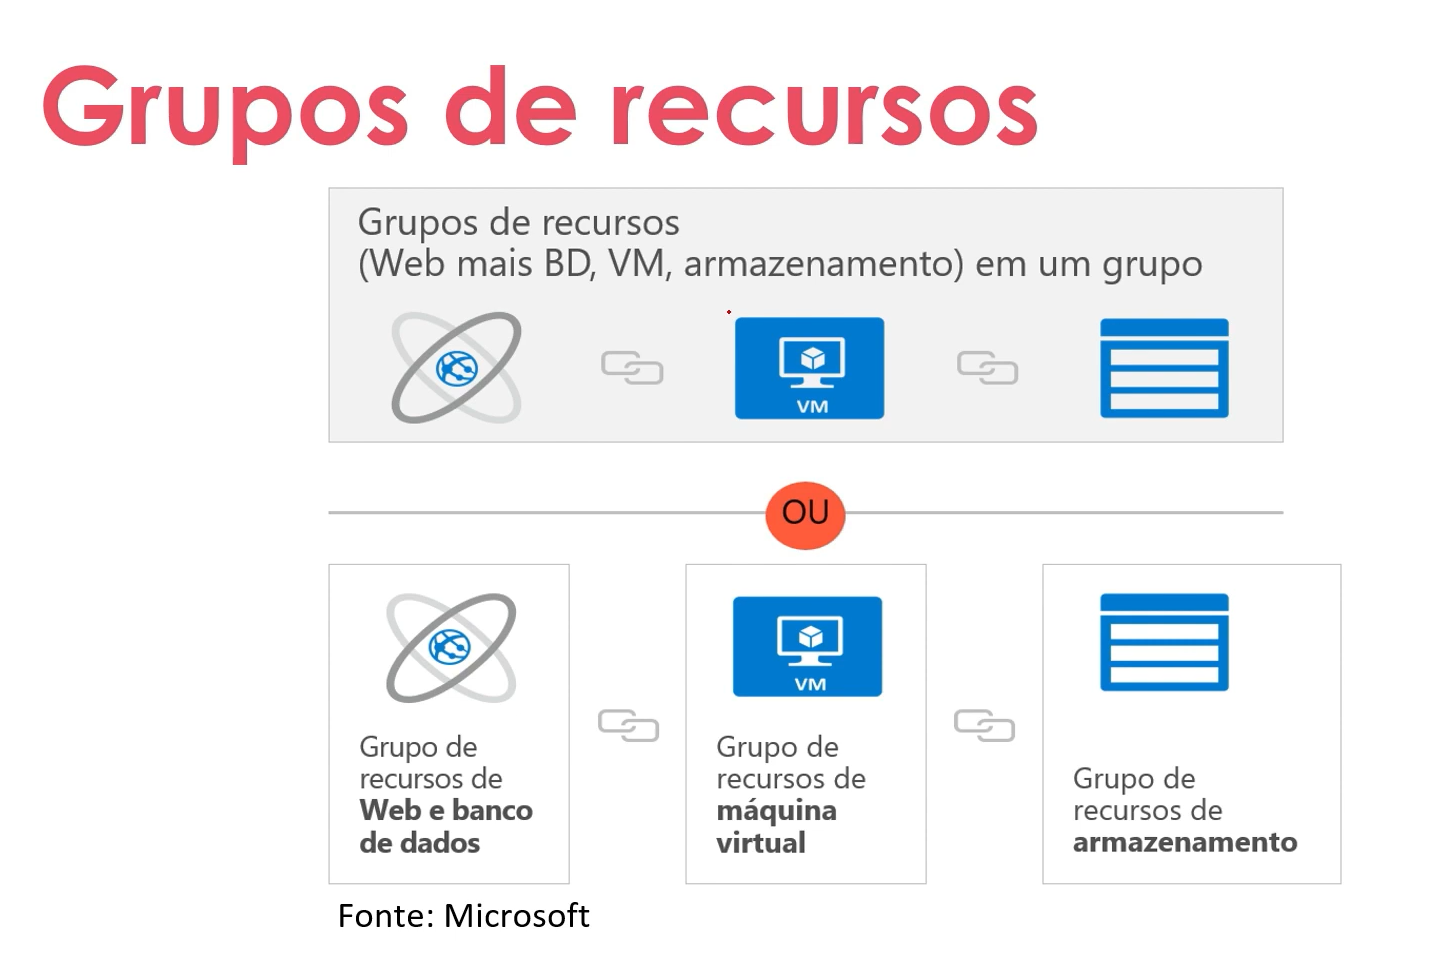 Grupos de recursos
Grupos de recursos
(Web mais BD, VM, armazenamento) em um grupo
VM
OU
VM
Grupo de
recursos de
Web e banco
de dados
Grupo de
recursos de
máquina
virtual
Grupo de
recursos de
armazenamento
Fonte: Microsoft